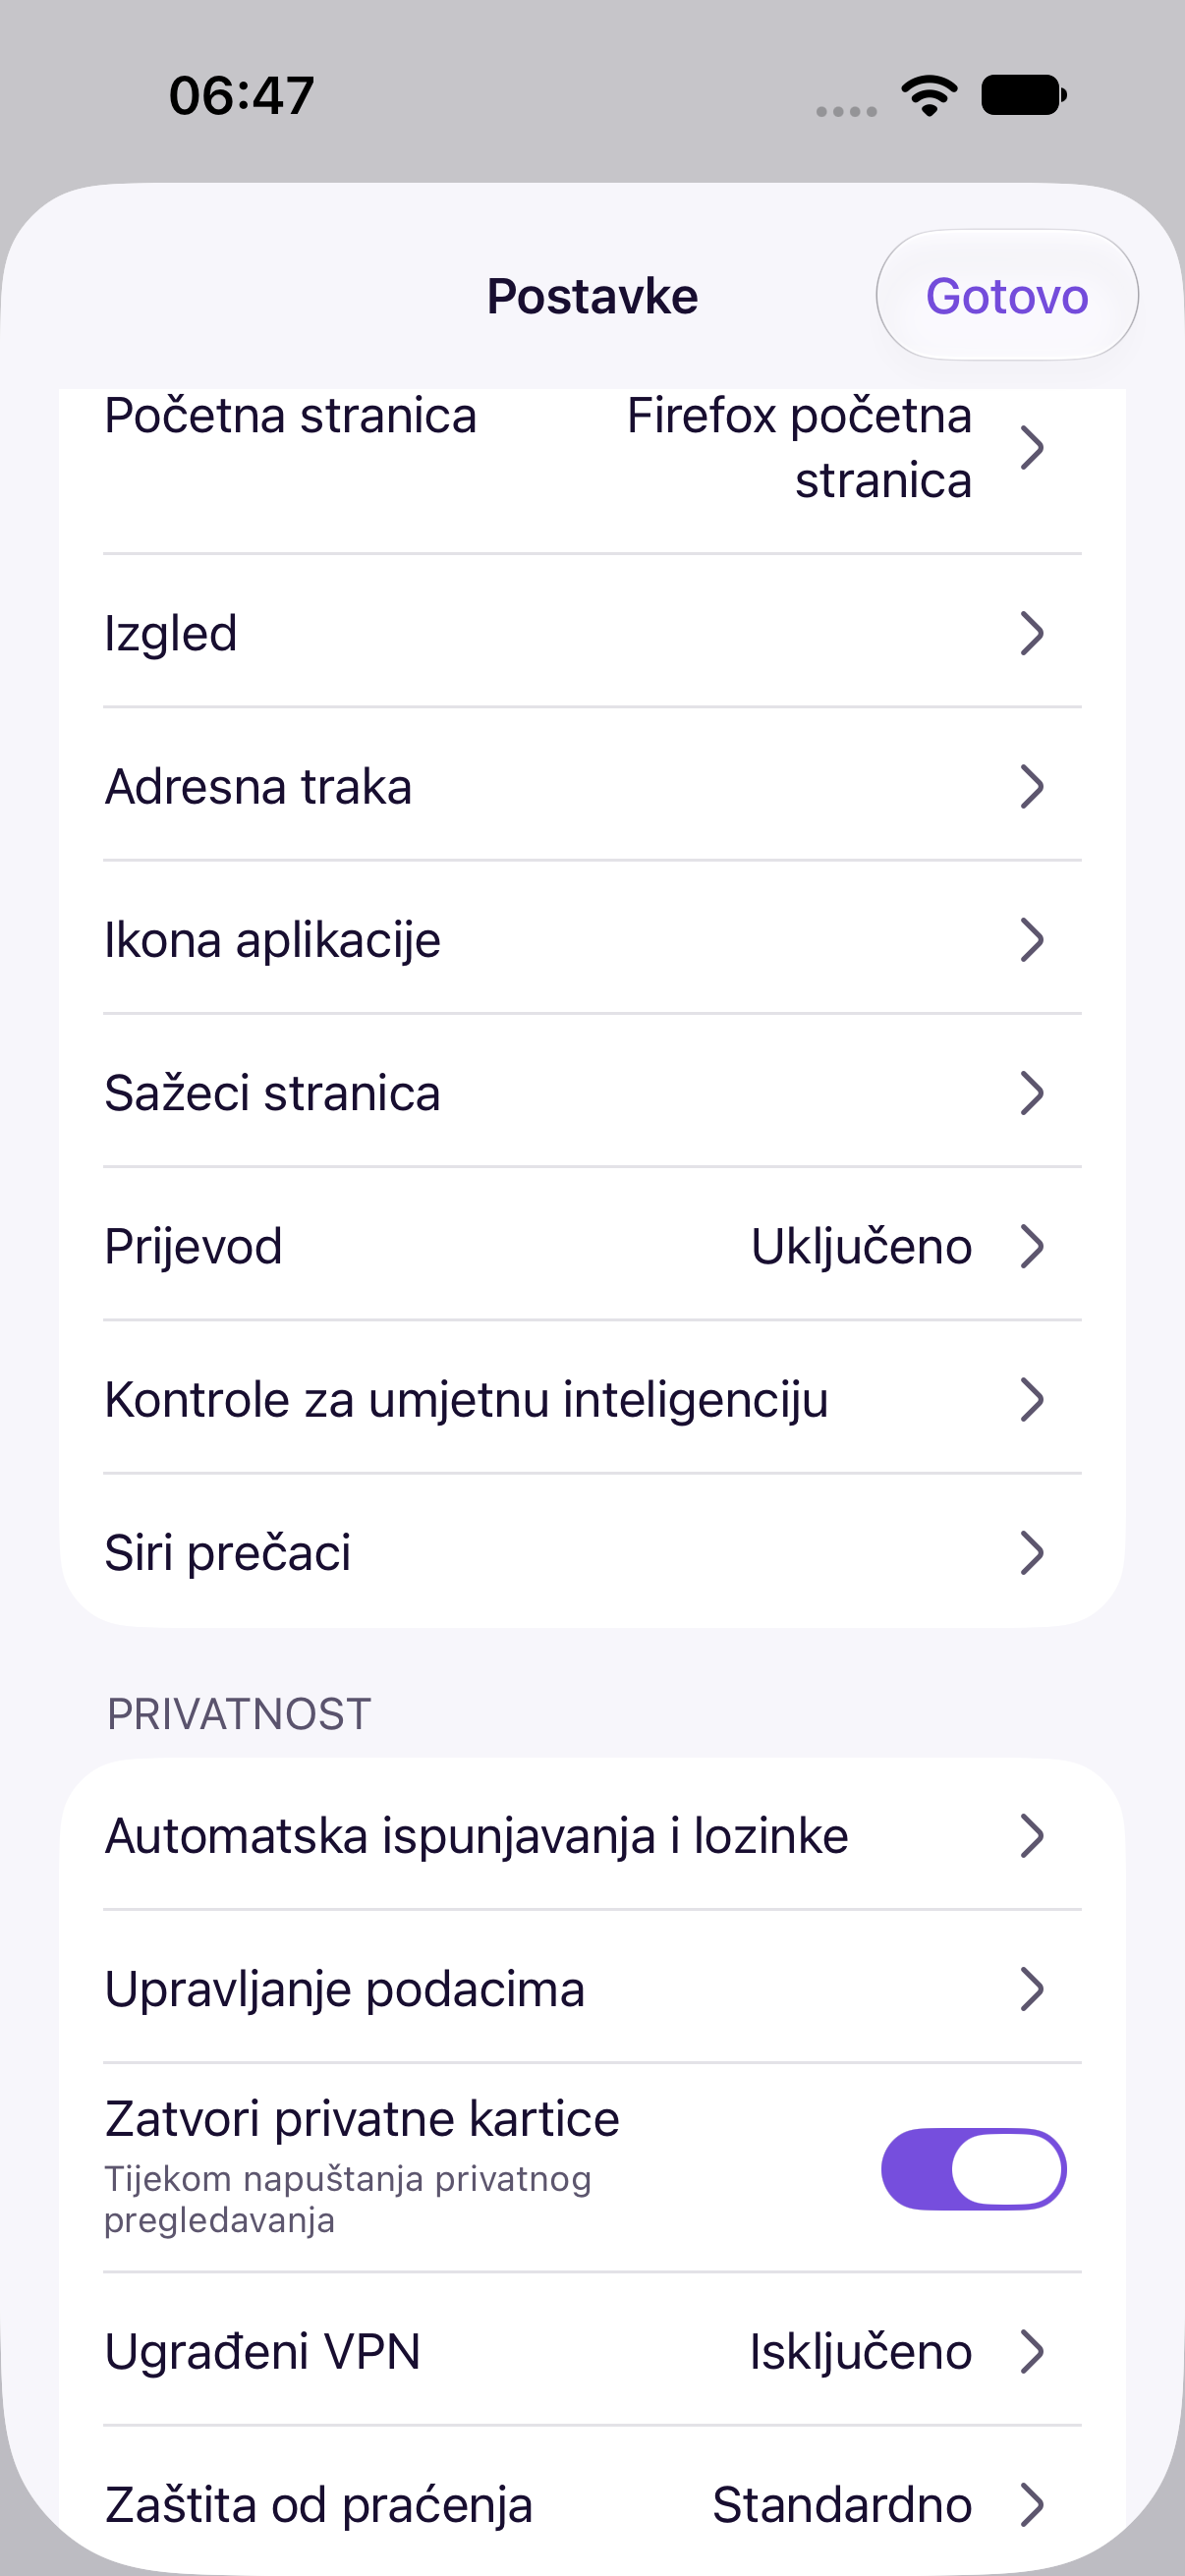 06:47
Postavke
Gotovo
Početna stranica
Firefox početna
stranica
Izgled
Adresna traka
Ikona aplikacije
Sažeci stranica
Prijevod
Uključeno
Kontrole za umjetnu inteligenciju
Siri prečaci
PRIVATNOST
Automatska ispunjavanja i lozinke
Upravljanje podacima
Zatvori privatne kartice
Tijekom napuštanja privatnog
pregledavanja
Ugrađeni VPN
Isključeno
Zaštita od praćenja
Standardno